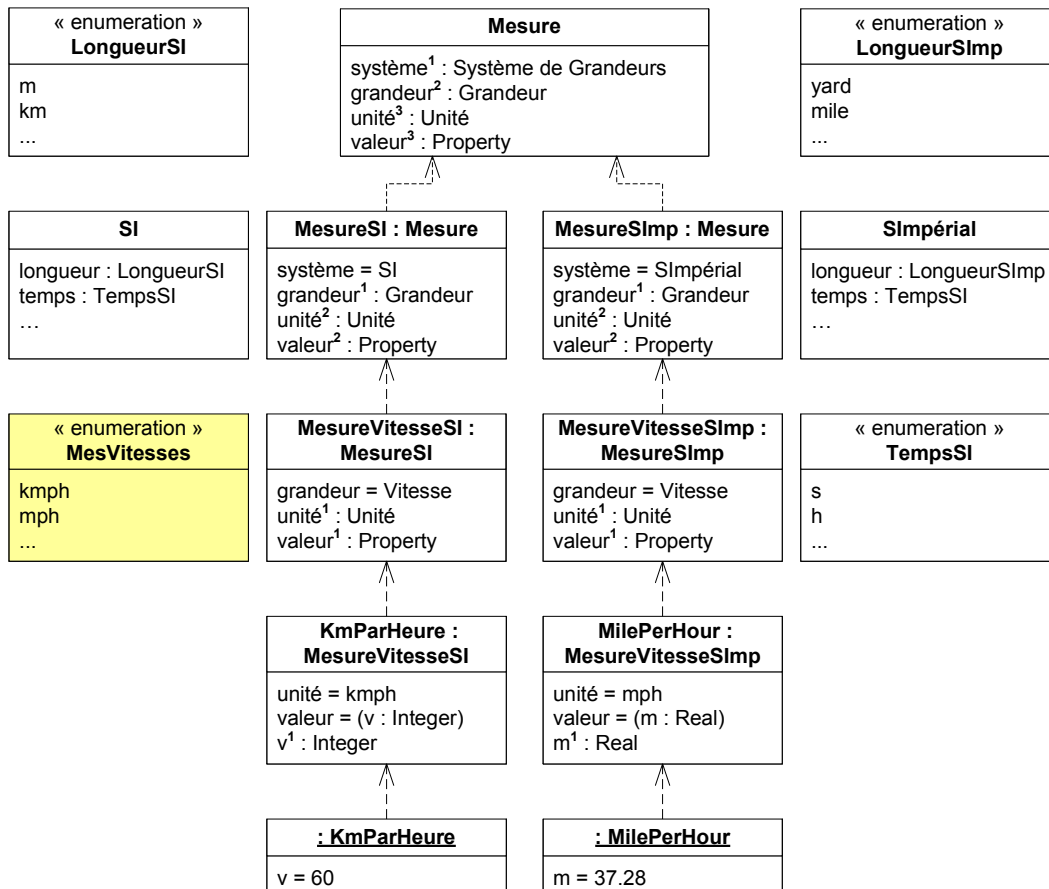 « enumeration »
LongueurSI
m
km
...
Mesure
système¹ : Système de Grandeurs
grandeur² : Grandeur
unité³ : Unité
valeur³ : Property
« enumeration »
LongueurSImp
yard
mile
...
SI
longueur : LongueurSI
temps : TempsSI
…
MesureSI : Mesure
système = SI
grandeur¹ : Grandeur
unité² : Unité
valeur² : Property
MesureSImp : Mesure
système = SImpérial
grandeur¹ : Grandeur
unité² : Unité
valeur² : Property
SImpérial
longueur : LongueurSImp
temps : TempsSI
…
« enumeration »
MesVitesses
kmph
mph
...
MesureVitesseSI :
MesureSI
grandeur = Vitesse
unité¹ : Unité
valeur¹ : Property
MesureVitesseSImp :
MesureSImp
grandeur = Vitesse
unité¹ : Unité
valeur¹ : Property
« enumeration »
TempsSI
s
h
...
KmParHeure :
MesureVitesseSI
unité = kmph
valeur = (v : Integer)
v¹ : Integer
MilePerHour :
MesureVitesseSImp
unité = mph
valeur = (m : Real)
m¹ : Real
: KmParHeure
v = 60
: MilePerHour
m = 37.28